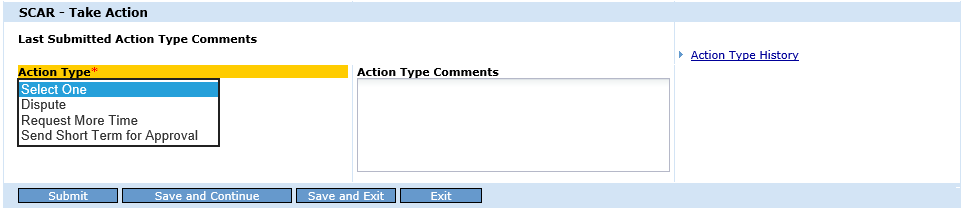 SCAR - Take Action
Last Submitted Action Type Comments
Action Type History
Action Type*
Action Type Comments
Select One
Dispute
Request More Time
Send Short Term for Approval
Submit
Save and Continue
Save and Exit
Exit